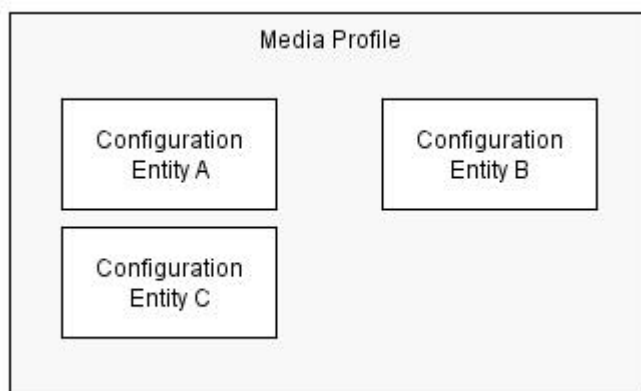 Media Profile
Configuration
Entity A
Configuration
Entity B
Configuration
Entity C